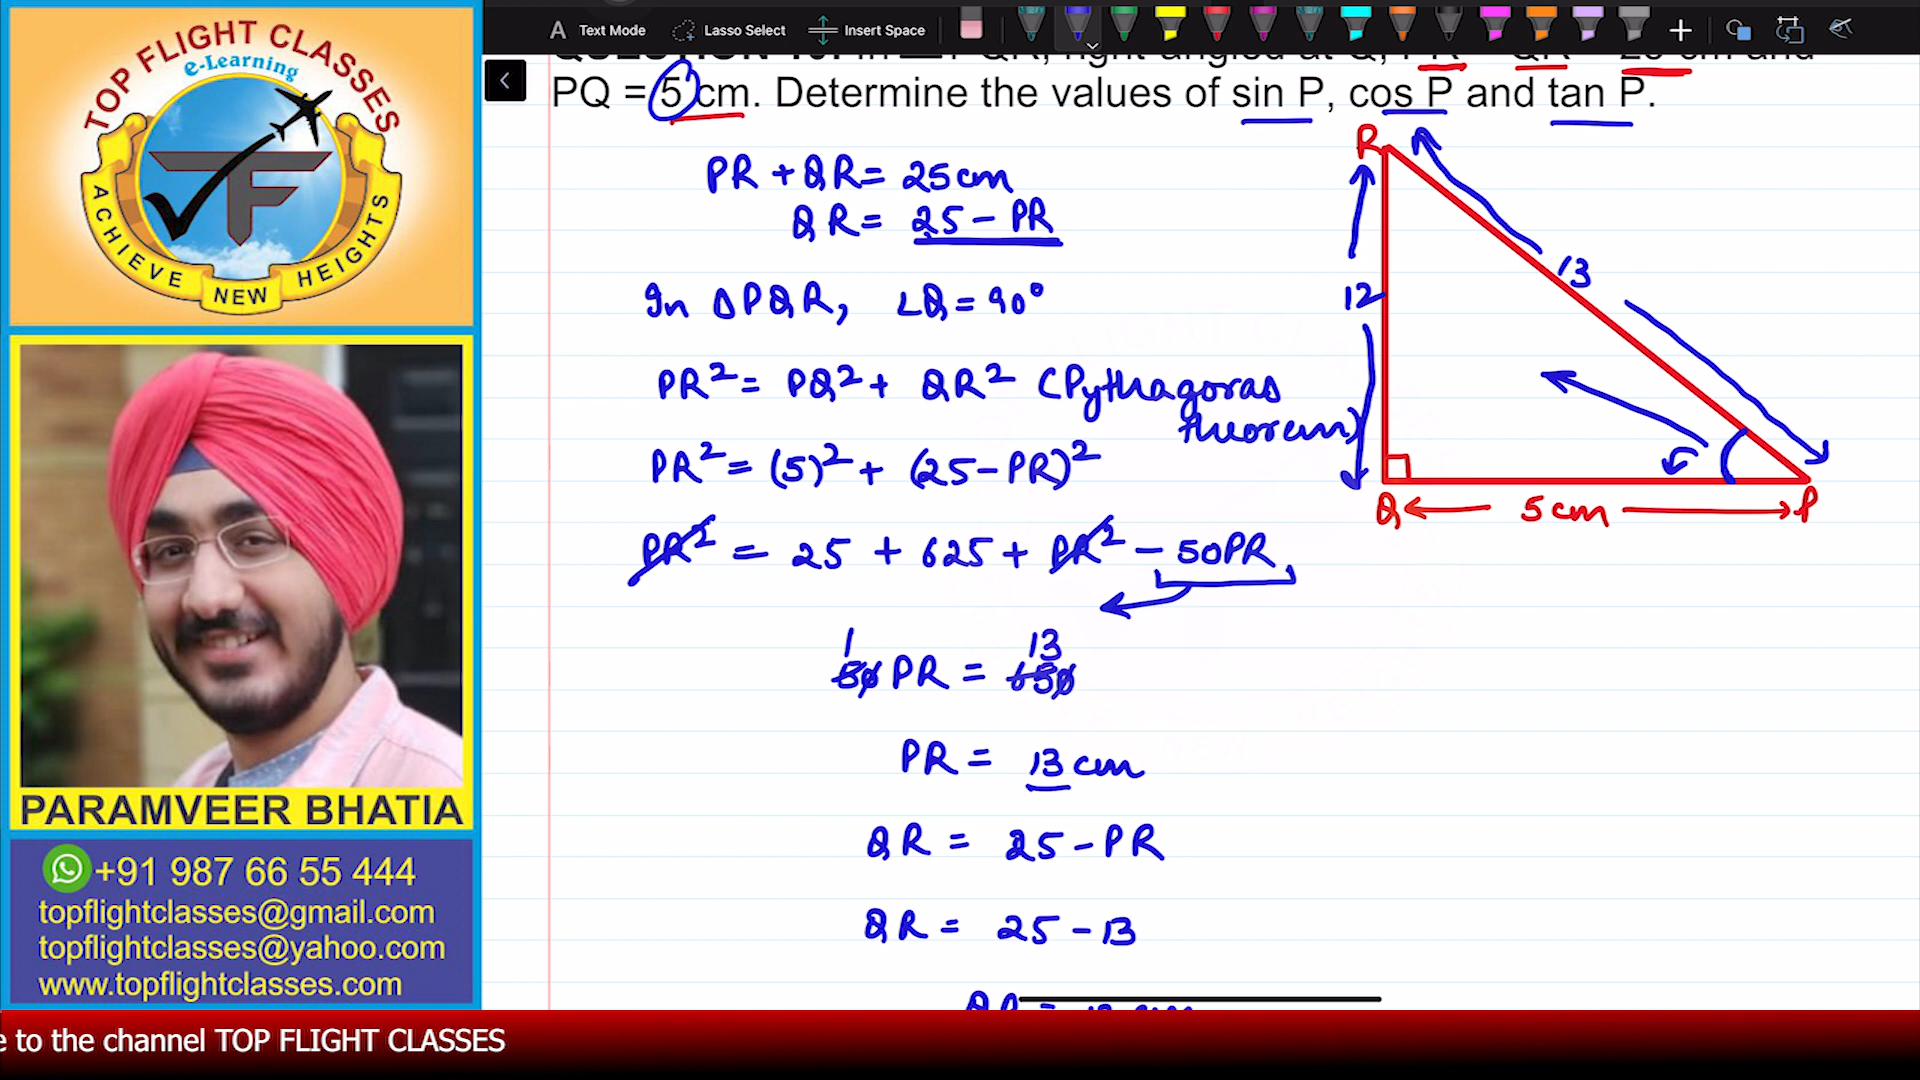 TOP FLIGHT CLASSES
e-Learning
TF
ACHIEVE NEW HEIGHTS
PARAMVEER BHATIA
+91 987 66 55 444
topflightclasses@gmail.com
topflightclasses@yahoo.com
www.topflightclasses.com
A Text Mode Lasso Select Insert Space
PQ = 5 cm. Determine the values of sin P, cos P and tan P.
PR + QR = 25 cm
QR = 25 - PR
In ΔPQR, ∠Q = 90°
PR² = PQ² + QR² (Pythagoras
theorem)
PR² = (5)² + (25-PR)²
PR² = 25 + 625 + PR² - 50PR
1 13
50 PR = 650
PR = 13 cm
QR = 25 - PR
QR = 25 - 13
R
13
12
Q 5 cm P
e to the channel TOP FLIGHT CLASSES